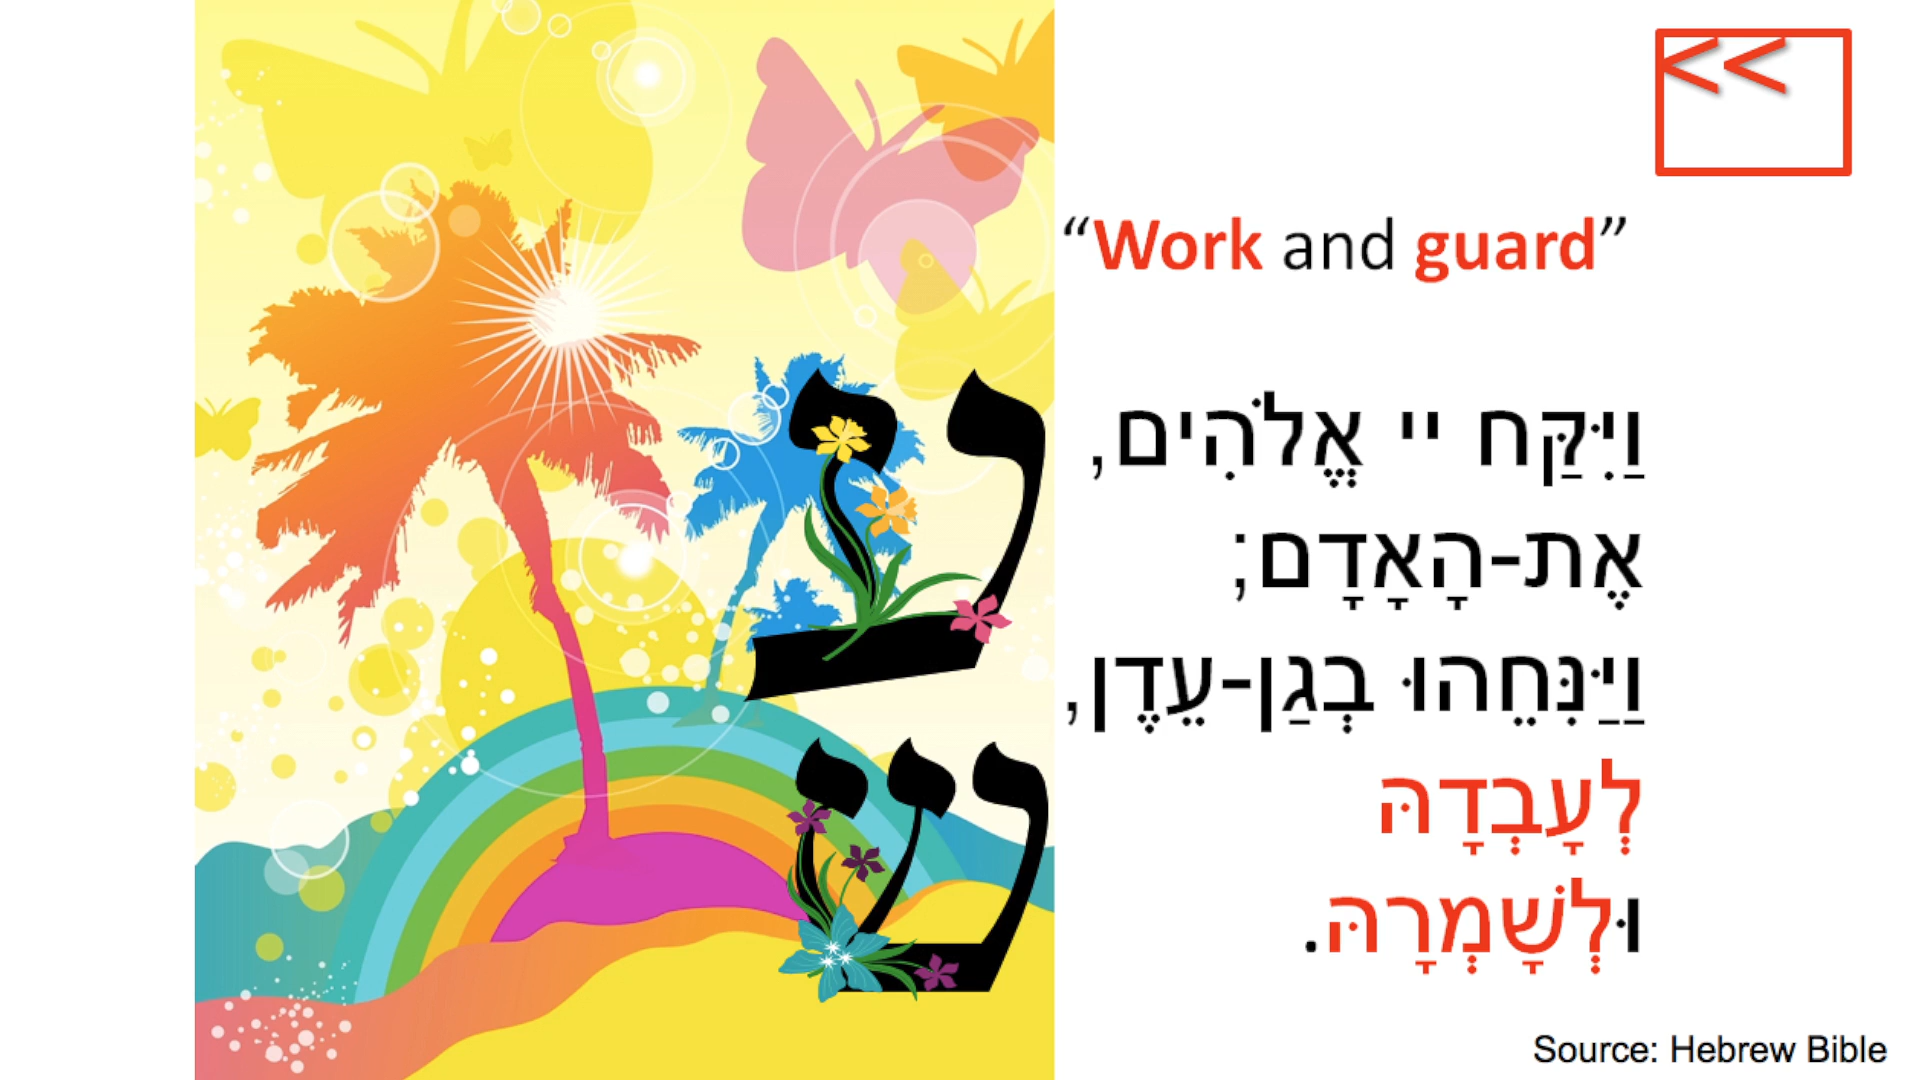 <<
“Work and guard”
וַיִּקַּח יי אֱלֹהִים,
אֶת-הָאָדָם;
וַיַּנִּחֵהוּ בְגַן-עֵדֶן,
לְעָבְדָהּ
וּלְשָׁמְרָהּ.
ע
ש
Source: Hebrew Bible